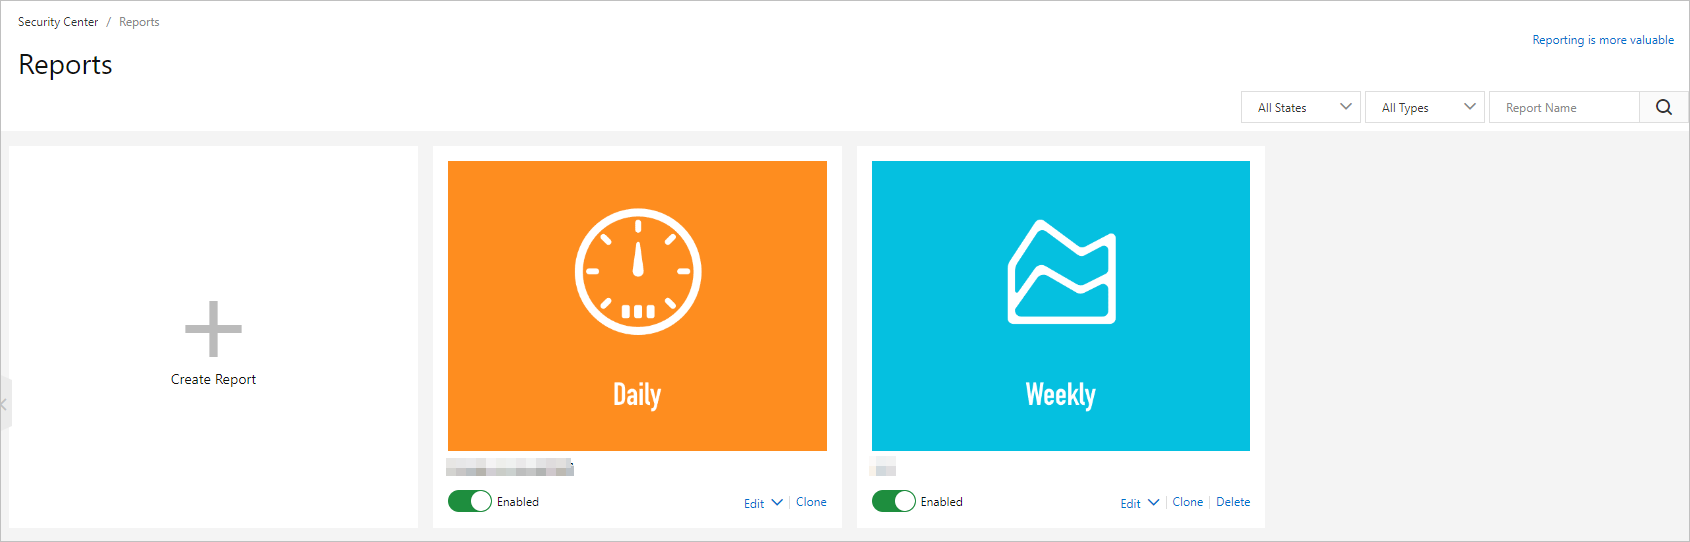 Security Center / Reports
Reporting is more valuable
Reports
All States
All Types
Report Name
Create Report
Daily
Weekly
Enabled
Edit
Clone
Enabled
Edit
Clone
Delete